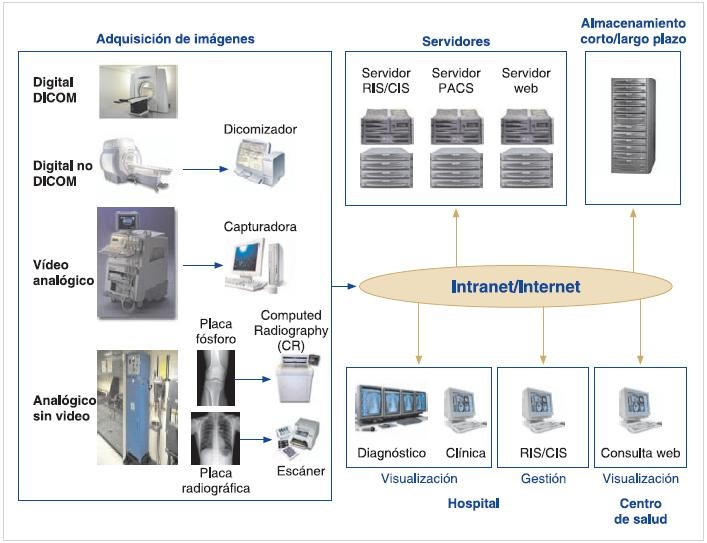 Adquisición de imágenes
Digital
DICOM
Digital no
DICOM
Dicomizador
Vídeo
analógico
Capturadora
Analógico
sin video
Placa
fósforo
Computed
Radiography
(CR)
Placa
radiográfica
Escáner
Servidores
Servidor
RIS/CIS
Servidor
PACS
Servidor
web
Almacenamiento
corto/largo plazo
Intranet/Internet
Diagnóstico
Clínica
Visualización
RIS/CIS
Gestión
Hospital
Consulta web
Visualización
Centro
de salud